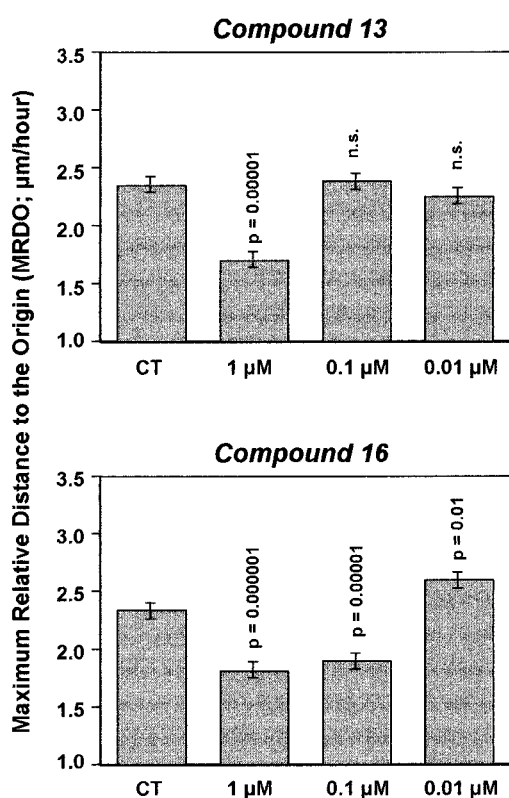 Compound 13
Maximum Relative Distance to the Origin (MRDO; µm/hour)
3.5
3.0
2.5
2.0
1.5
1.0
p = 0.00001
n.s.
n.s.
CT
1 µM
0.1 µM
0.01 µM
Compound 16
3.5
3.0
2.5
2.0
1.5
1.0
p = 0.000001
p = 0.00001
p = 0.01
CT
1 µM
0.1 µM
0.01 µM